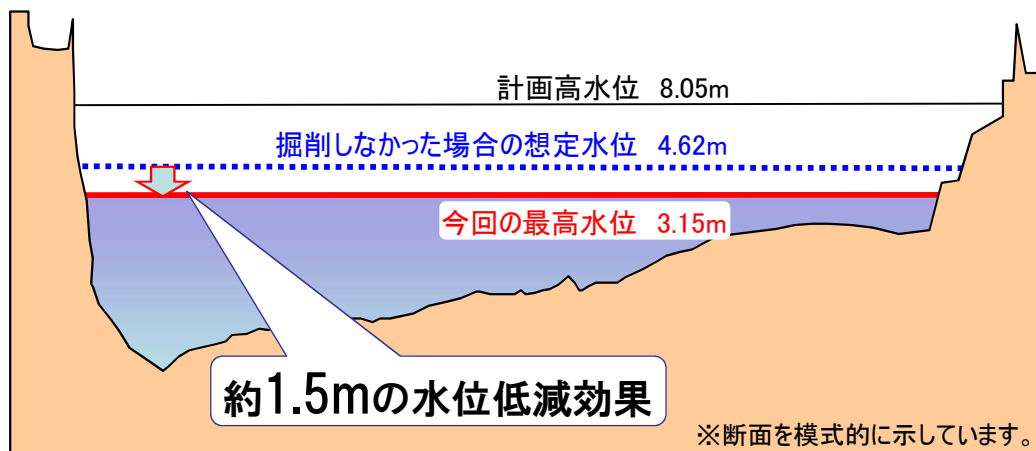 計画高水位 8.05m
掘削しなかった場合の想定水位 4.62m
今回の最高水位 3.15m
約1.5mの水位低減効果
※断面を模式的に示しています。